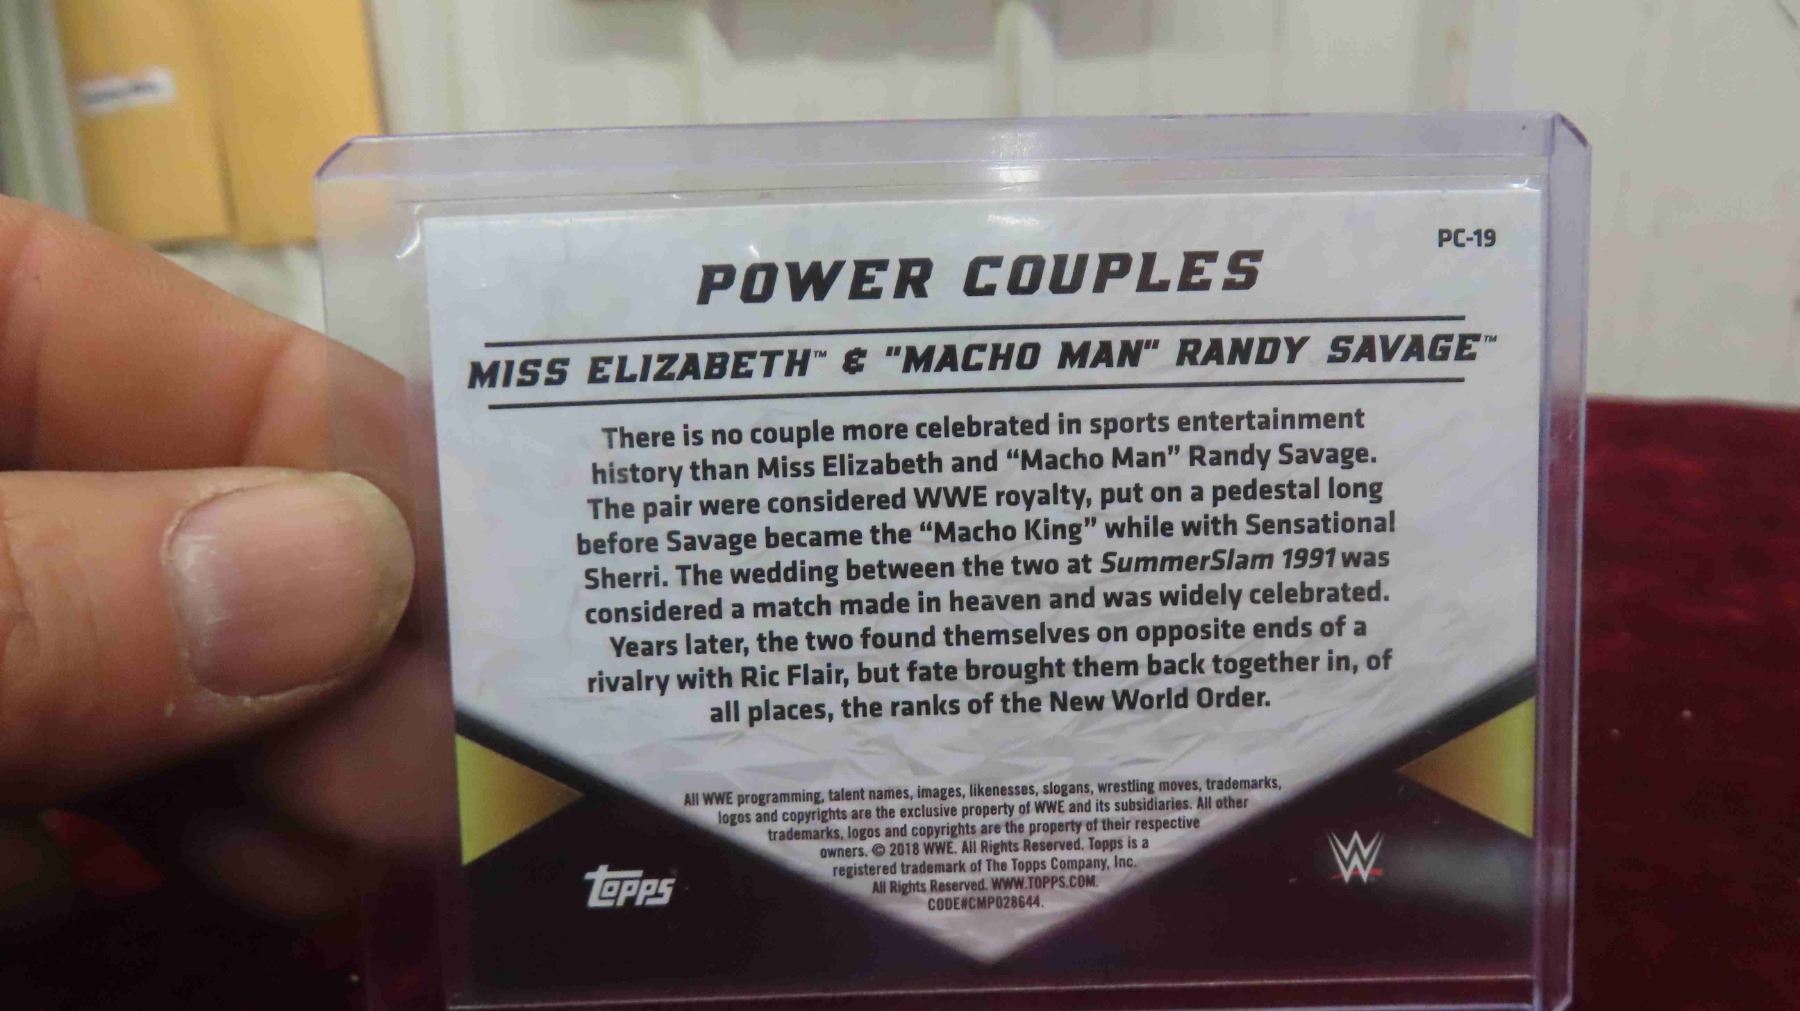 PC-19
POWER COUPLES
MISS ELIZABETH™ & "MACHO MAN" RANDY SAVAGE™
There is no couple more celebrated in sports entertainment
history than Miss Elizabeth and “Macho Man” Randy Savage.
The pair were considered WWE royalty, put on a pedestal long
before Savage became the “Macho King” while with Sensational
Sherri. The wedding between the two at SummerSlam 1991 was
considered a match made in heaven and was widely celebrated.
Years later, the two found themselves on opposite ends of a
rivalry with Ric Flair, but fate brought them back together in, of
all places, the ranks of the New World Order.
All WWE programming, talent names, images, likenesses, slogans, wrestling moves, trademarks,
logos and copyrights are the exclusive property of WWE and its subsidiaries. All other
trademarks, logos and copyrights are the property of their respective
owners. © 2018 WWE. All Rights Reserved. Topps is a
registered trademark of The Topps Company, Inc.
All Rights Reserved. WWW.TOPPS.COM.
CODE#CMP028644.
topps
W